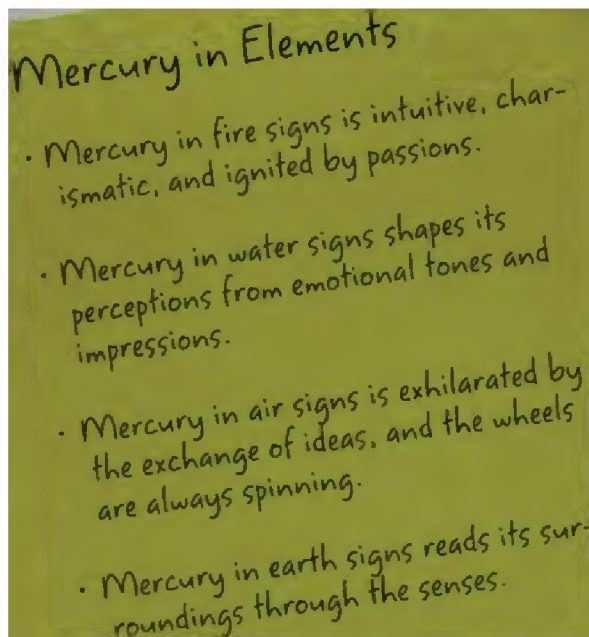 Mercury in Elements
· Mercury in fire signs is intuitive, char-
ismatic, and ignited by passions.
· Mercury in water signs shapes its
perceptions from emotional tones and
impressions.
· Mercury in air signs is exhilarated by
the exchange of ideas, and the wheels
are always spinning.
· Mercury in earth signs reads its sur-
roundings through the senses.